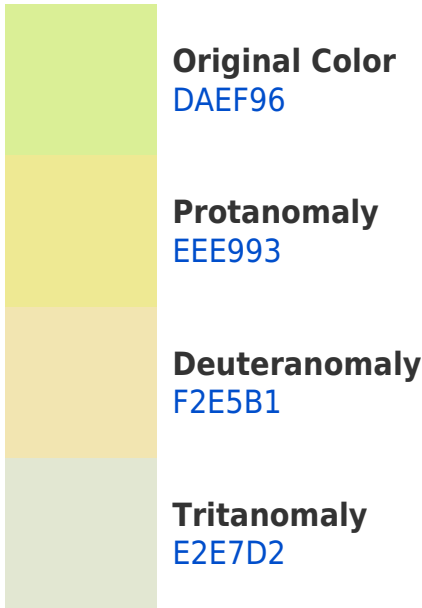 Original Color
DAEF96
Protanomaly
EEE993
Deuteranomaly
F2E5B1
Tritanomaly
E2E7D2